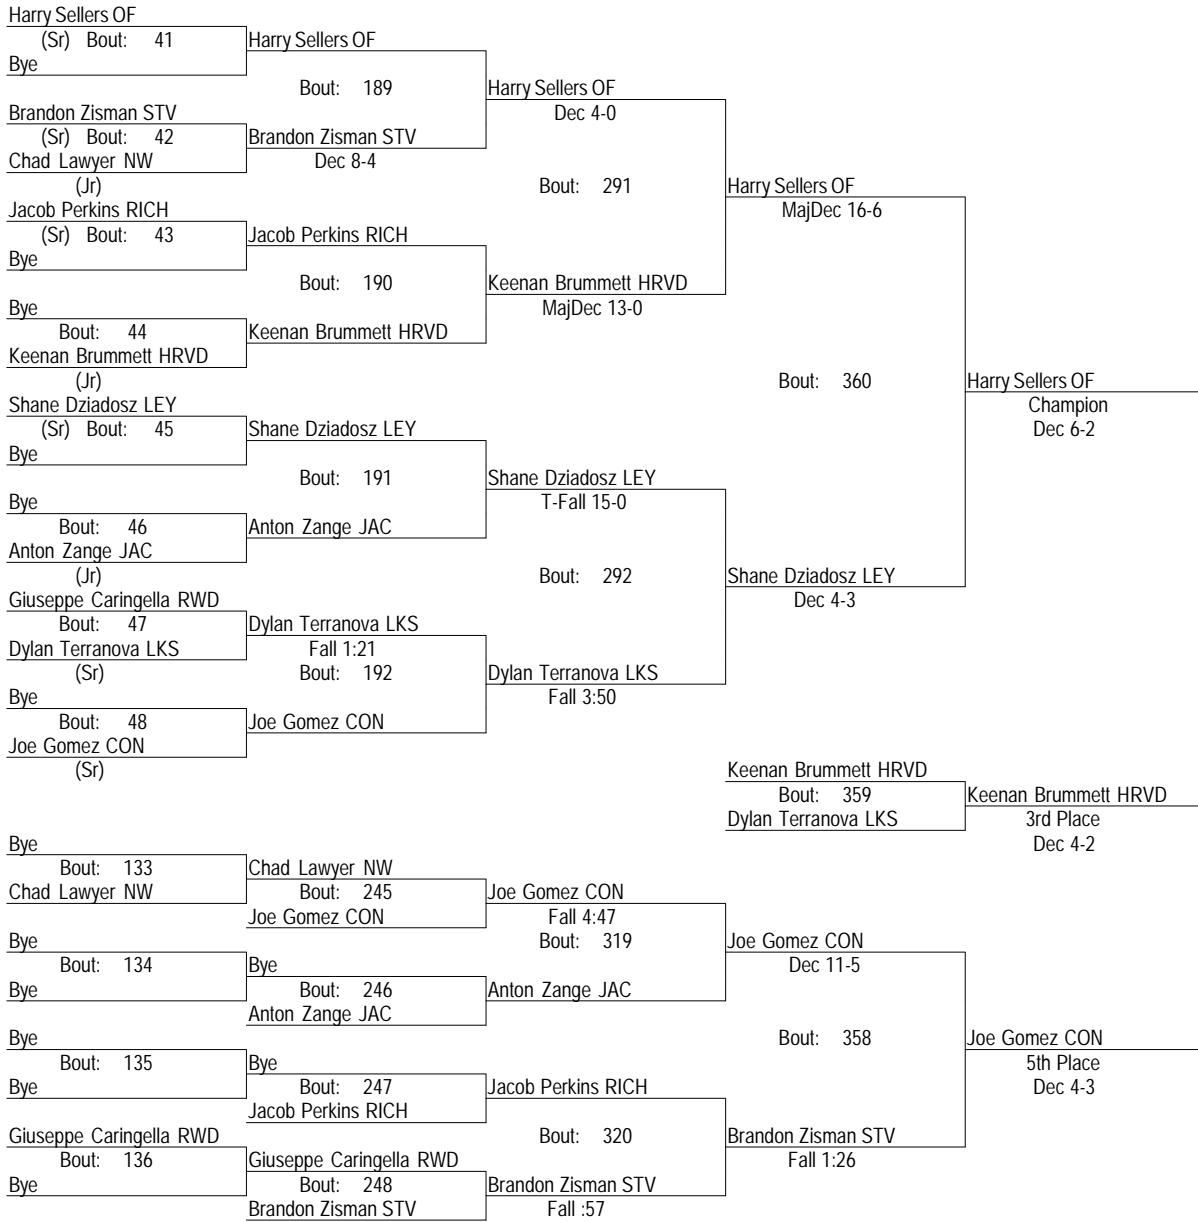 Harry Sellers OF
(Sr) Bout: 41 Harry Sellers OF
Bye
Bout: 189 Harry Sellers OF
Brandon Zisman STV Dec 4-0
(Sr) Bout: 42 Brandon Zisman STV
Chad Lawyer NW Dec 8-4
(Jr) Bout: 291 Harry Sellers OF
Jacob Perkins RICH MajDec 16-6
(Sr) Bout: 43 Jacob Perkins RICH
Bye
Bout: 190 Keenan Brummett HRVD
Bye MajDec 13-0
Bout: 44 Keenan Brummett HRVD
Keenan Brummett HRVD
(Jr) Bout: 360 Harry Sellers OF
Shane Dziadosz LEY Champion
(Sr) Bout: 45 Shane Dziadosz LEY Dec 6-2
Bye
Bout: 191 Shane Dziadosz LEY
Bye T-Fall 15-0
Bout: 46 Anton Zange JAC
Anton Zange JAC
(Jr) Bout: 292 Shane Dziadosz LEY
Giuseppe Caringella RWD Dec 4-3
Bout: 47 Dylan Terranova LKS
Dylan Terranova LKS Fall 1:21
(Sr) Bout: 192 Dylan Terranova LKS
Bye Fall 3:50
Bout: 48 Joe Gomez CON
Joe Gomez CON
(Sr) Keenan Brummett HRVD
Bout: 359 Keenan Brummett HRVD
Dylan Terranova LKS 3rd Place
Bye Dec 4-2
Bout: 133 Chad Lawyer NW
Chad Lawyer NW Bout: 245 Joe Gomez CON
Joe Gomez CON Fall 4:47
Bye Bout: 319 Joe Gomez CON
Bout: 134 Bye Dec 11-5
Bye Bout: 246 Anton Zange JAC
Anton Zange JAC
Bye Bout: 358 Joe Gomez CON
Bout: 135 Bye 5th Place
Bye Bout: 247 Jacob Perkins RICH Dec 4-3
Jacob Perkins RICH
Giuseppe Caringella RWD Bout: 320 Brandon Zisman STV
Bout: 136 Giuseppe Caringella RWD Fall 1:26
Bye Bout: 248 Brandon Zisman STV
Brandon Zisman STV Fall :57